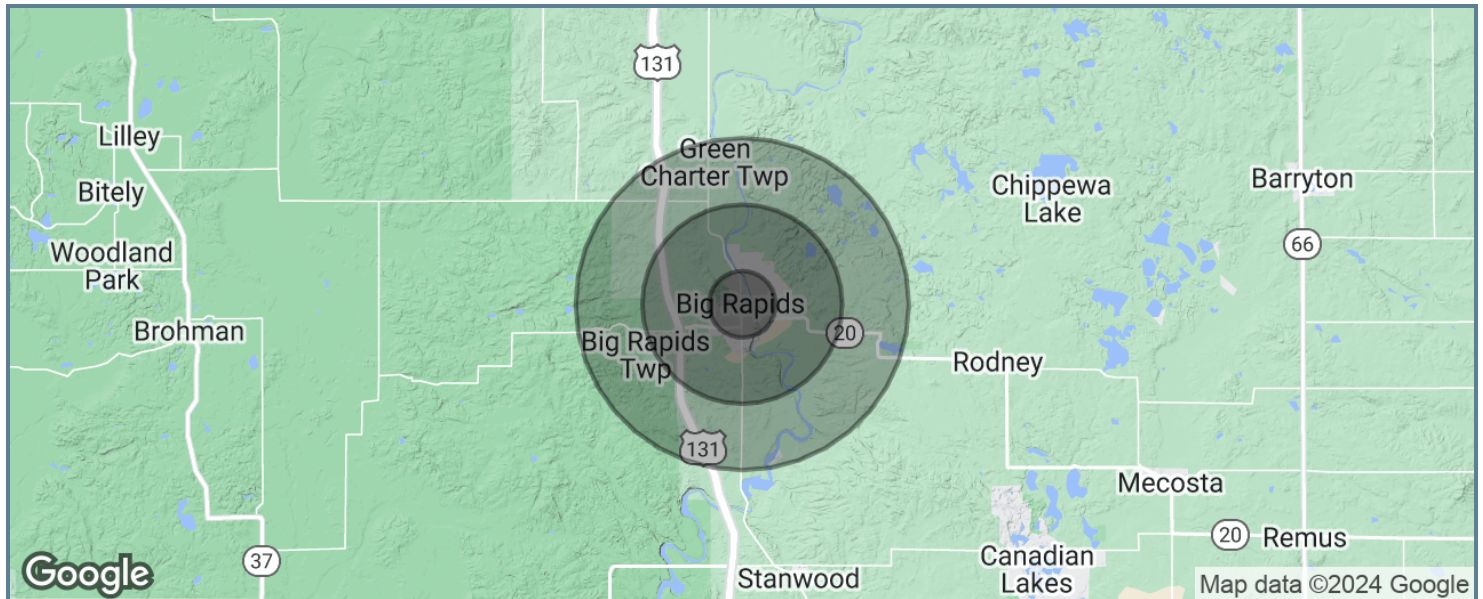 131
Lilley
Green
Charter Twp
Bitely
Chippewa
Lake
Barryton
Woodland
Park
66
Big Rapids
Brohman
20
Big Rapids
Twp
Rodney
131
Mecosta
37
20
Remus
Canadian
Lakes
Stanwood
Google
Map data ©2024 Google